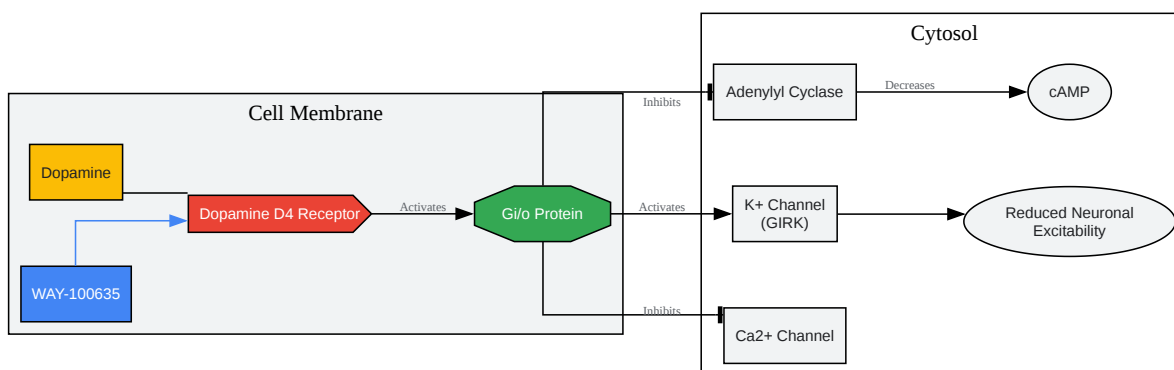 Cytosol
Adenylyl Cyclase
Decreases
cAMP
Inhibits
Cell Membrane
Dopamine
Dopamine D4 Receptor
Activates
Gi/o Protein
Activates
K+ Channel
(GIRK)
Reduced Neuronal
Excitability
WAY-100635
Inhibits
Ca2+ Channel